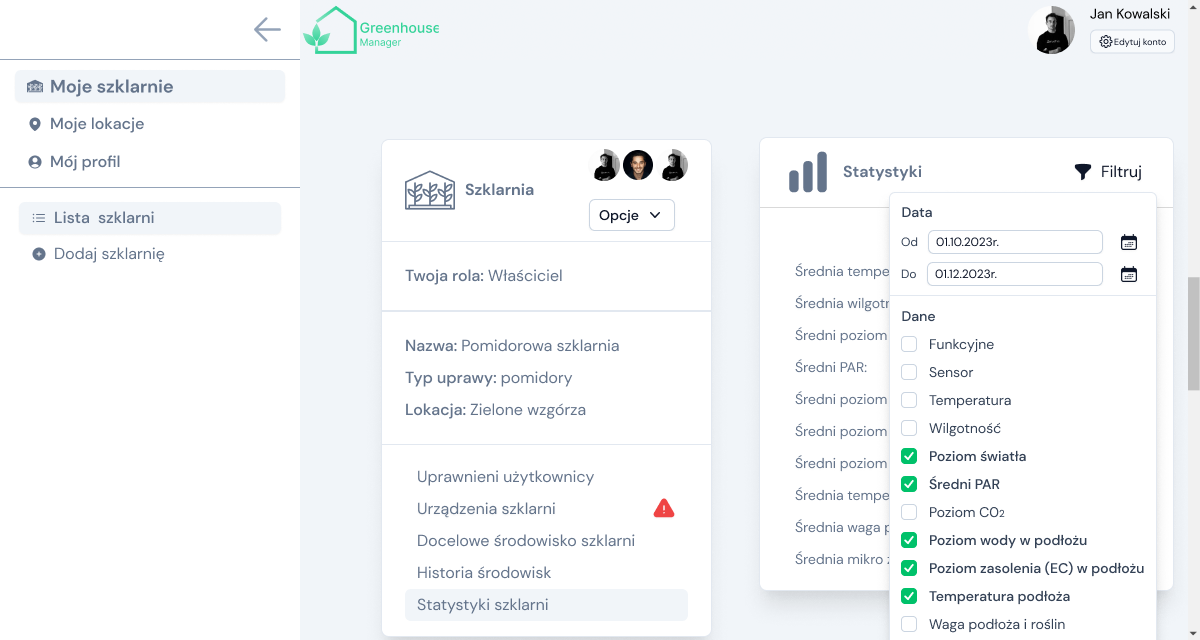 Greenhouse
Manager
Jan Kowalski
Edytuj konto
Moje szklarnie
Moje lokacje
Mój profil
Lista szklarni
Dodaj szklarnię
Szklarnia
Opcje
Twoja rola: Właściciel
Nazwa: Pomidorowa szklarnia
Typ uprawy: pomidory
Lokacja: Zielone wzgórza
Uprawnieni użytkownicy
Urządzenia szklarni
Docelowe środowisko szklarni
Historia środowisk
Statystyki szklarni
Statystyki
Filtruj
Średnia tempe
Średnia wilgotn
Średni poziom
Średni PAR:
Średni poziom
Średni poziom
Średni poziom
Średnia tempe
Średnia waga p
Średnia mikro z
Data
Od 01.10.2023r.
Do 01.12.2023r.
Dane
Funkcyjne
Sensor
Temperatura
Wilgotność
Poziom światła
Średni PAR
Poziom CO₂
Poziom wody w podłożu
Poziom zasolenia (EC) w podłożu
Temperatura podłoża
Waga podłoża i roślin